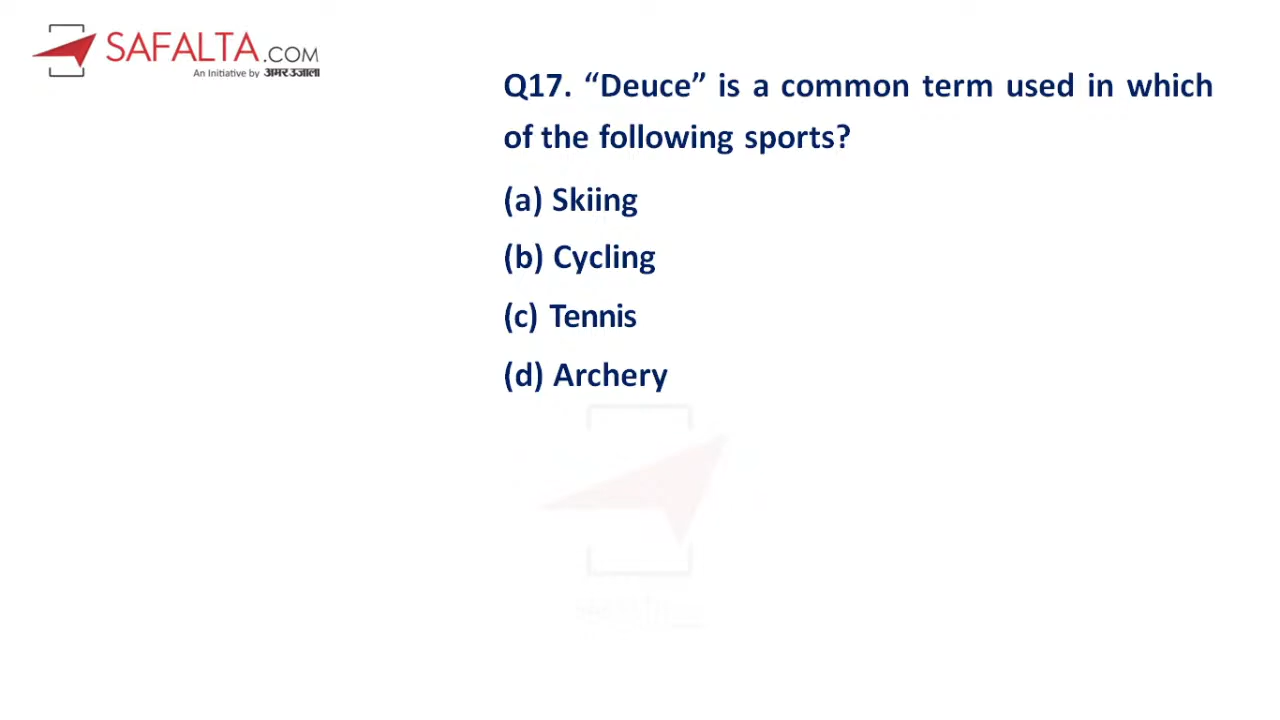 SAFALTA.COM
An Initiative by अमर उजाला
Q17. “Deuce” is a common term used in which
of the following sports?
(a) Skiing
(b) Cycling
(c) Tennis
(d) Archery